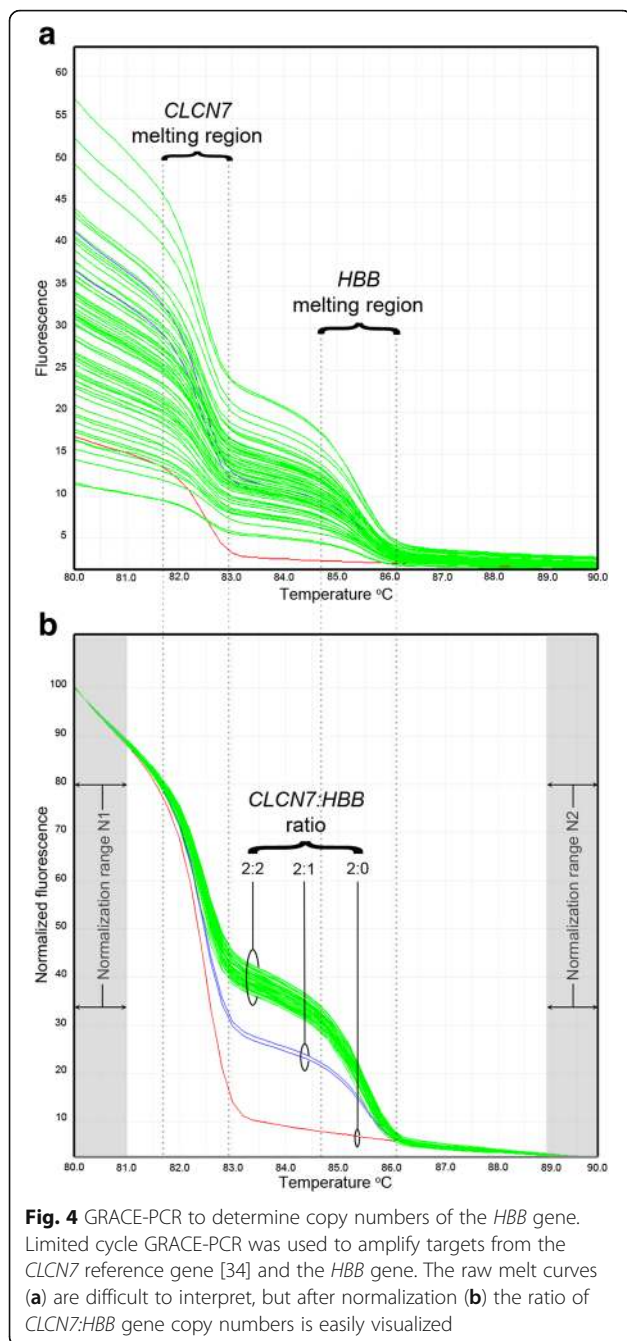 a
60
55
50
45
40
35
30
25
20
15
10
5
Fluorescence
CLCN7
melting region
HBB
melting region
80.0 81.0 82.0 83.0 84.0 85.0 86.0 87.0 88.0 89.0 90.0
Temperature °C
b
100
90
80
70
60
50
40
30
20
10
Normalized fluorescence
Normalization range N1
CLCN7:HBB
ratio
2:2 2:1 2:0
Normalization range N2
80.0 81.0 82.0 83.0 84.0 85.0 86.0 87.0 88.0 89.0 90.0
Temperature °C
Fig. 4 GRACE-PCR to determine copy numbers of the HBB gene.
Limited cycle GRACE-PCR was used to amplify targets from the
CLCN7 reference gene [34] and the HBB gene. The raw melt curves
(a) are difficult to interpret, but after normalization (b) the ratio of
CLCN7:HBB gene copy numbers is easily visualized